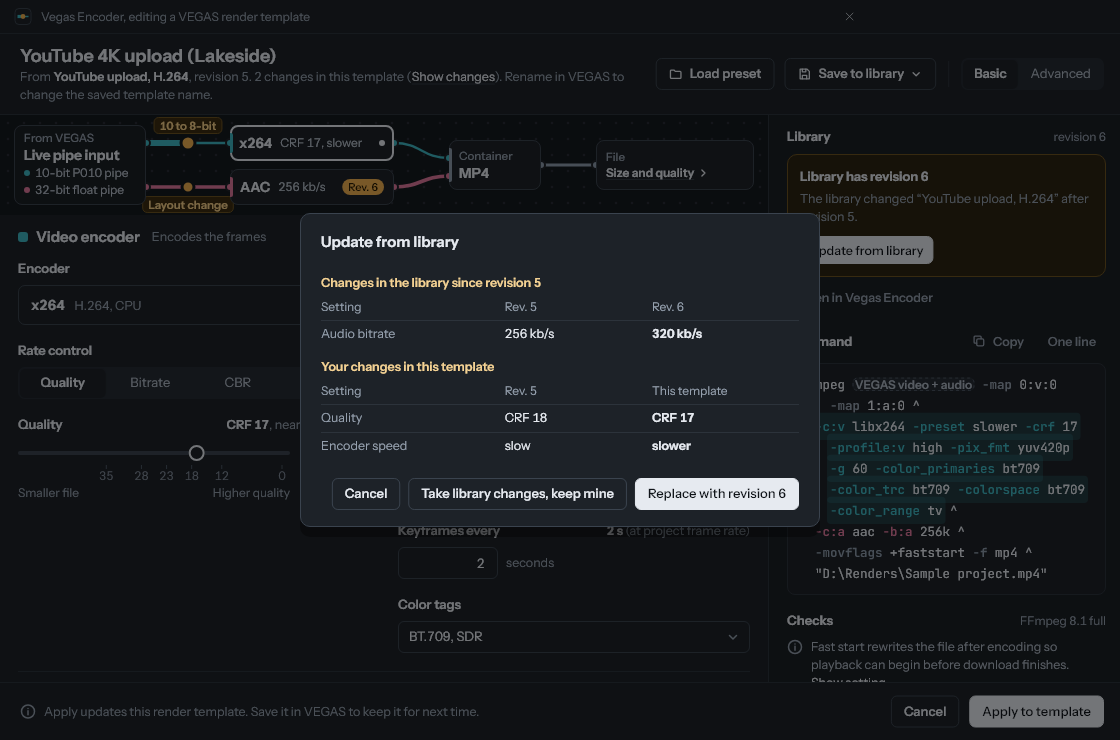 Vegas Encoder, editing a VEGAS render template
YouTube 4K upload (Lakeside)
From YouTube upload, H.264, revision 5. 2 changes in this template (Show changes). Rename in VEGAS to
change the saved template name.
Load preset
Save to library
Basic
Advanced
From VEGAS
Live pipe input
10-bit P010 pipe
32-bit float pipe
10 to 8-bit
Layout change
x264 CRF 17, slower
AAC 256 kb/s Rev. 6
Container
MP4
File
Size and quality
Library
revision 6
Library has revision 6
The library changed “YouTube upload, H.264” after
revision 5.
Update from library
in Vegas Encoder
Video encoder Encodes the frames
Encoder
x264 H.264, CPU
Rate control
Quality Bitrate CBR
Quality CRF 17, near
35 28 23 18 12 0
Smaller file Higher quality
Update from library
Changes in the library since revision 5
Setting Rev. 5 Rev. 6
Audio bitrate 256 kb/s 320 kb/s
Your changes in this template
Setting Rev. 5 This template
Quality CRF 18 CRF 17
Encoder speed slow slower
Cancel
Take library changes, keep mine
Replace with revision 6
Keyframes every 2 s (at project frame rate)
2 seconds
Color tags
BT.709, SDR
Copy One line
VEGAS video + audio -map 0:v:0
-map 1:a:0 ^
-c:v libx264 -preset slower -crf 17
-profile:v high -pix_fmt yuv420p
-g 60 -color_primaries bt709
-color_trc bt709 -colorspace bt709
-color_range tv ^
-c:a aac -b:a 256k ^
-movflags +faststart -f mp4 ^
"D:\Renders\Sample project.mp4"
Checks
FFmpeg 8.1 full
Fast start rewrites the file after encoding so
playback can begin before download finishes.
Show setting
Apply updates this render template. Save it in VEGAS to keep it for next time.
Cancel
Apply to template